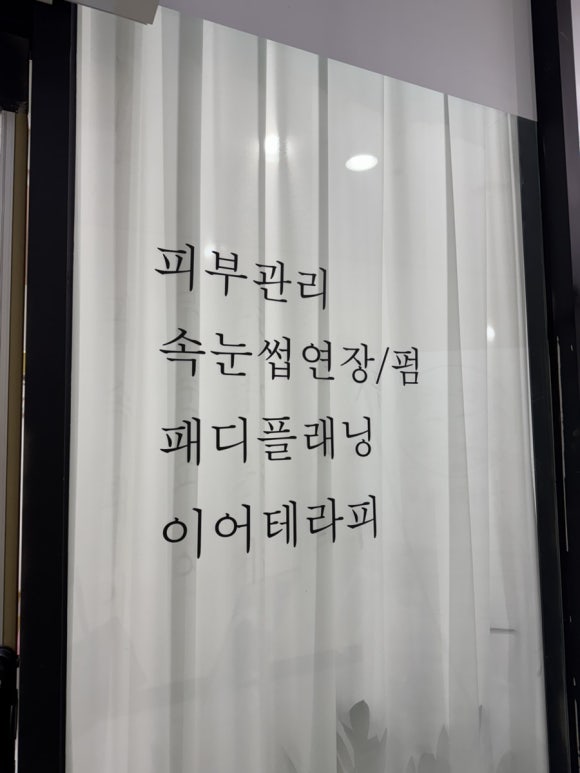 피부관리
속눈썹연장/펌
패디플래닝
이어테라피